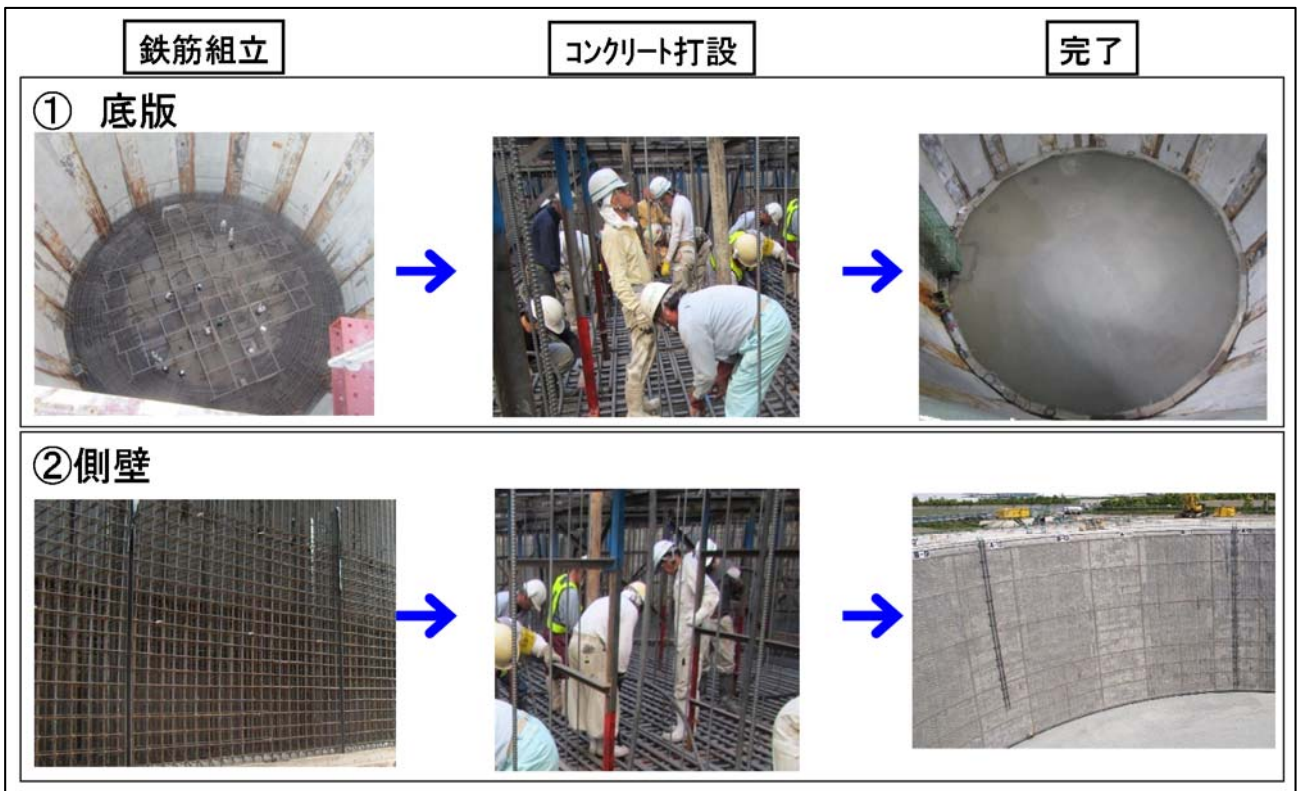 鉄筋組立
コンクリート打設
完了
① 底版
②側壁